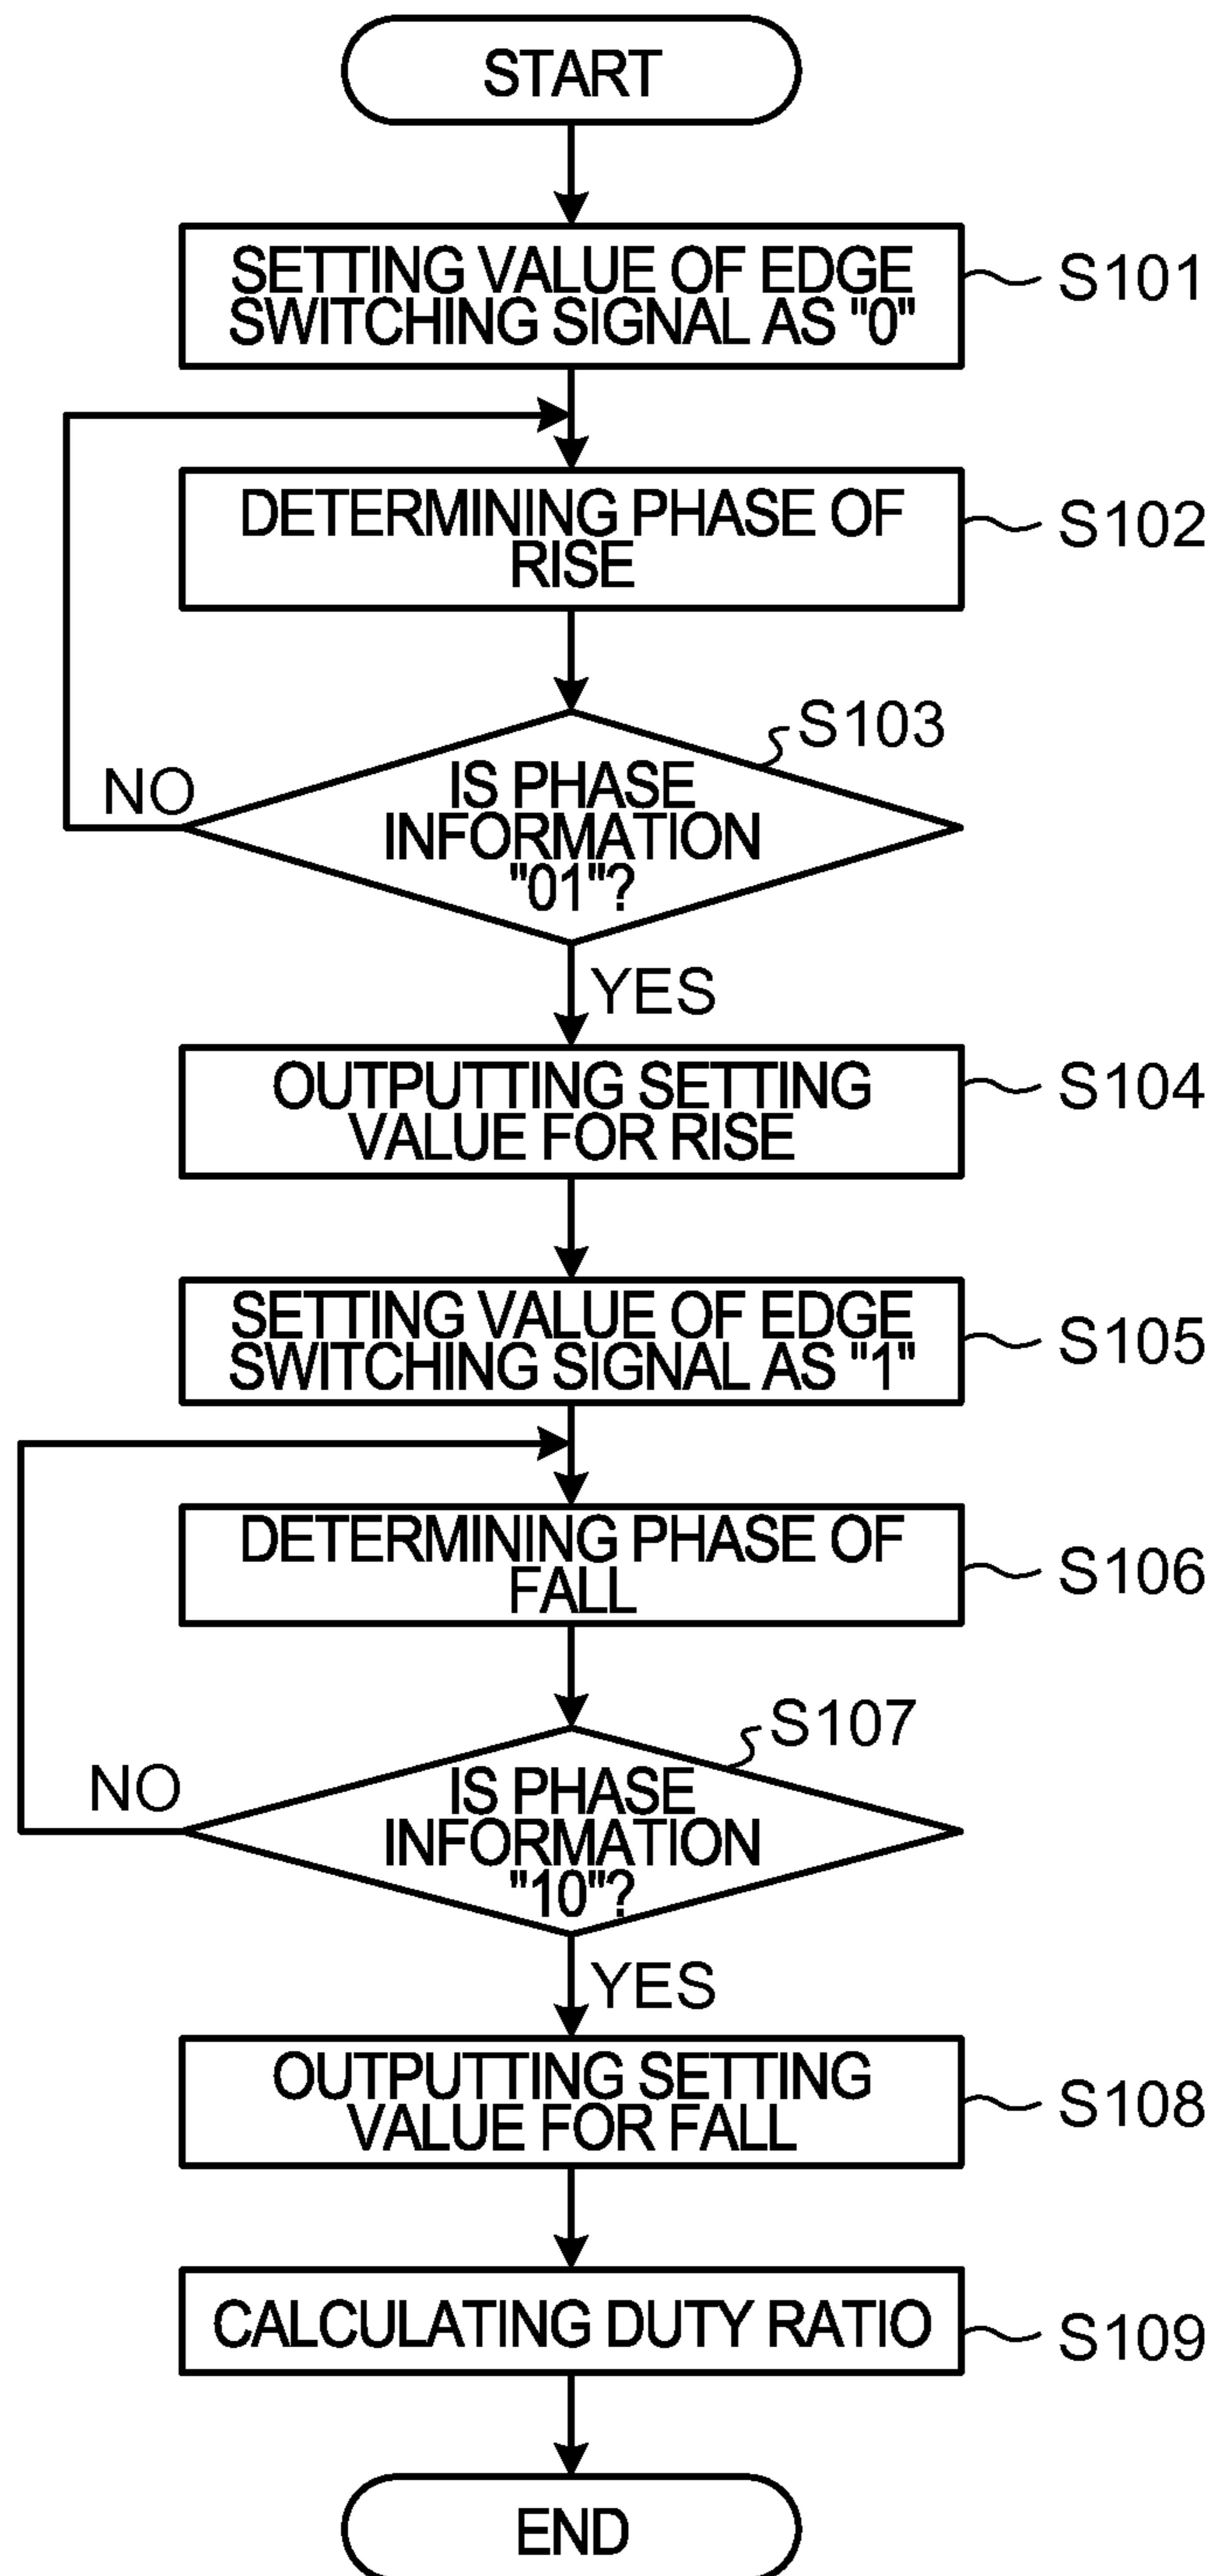 START
SETTING VALUE OF EDGE
SWITCHING SIGNAL AS "0"
S101
DETERMINING PHASE OF
RISE
S102
S103
NO
IS PHASE
INFORMATION
"01"?
YES
OUTPUTTING SETTING
VALUE FOR RISE
S104
SETTING VALUE OF EDGE
SWITCHING SIGNAL AS "1"
S105
DETERMINING PHASE OF
FALL
S106
S107
NO
IS PHASE
INFORMATION
"10"?
YES
OUTPUTTING SETTING
VALUE FOR FALL
S108
CALCULATING DUTY RATIO
S109
END